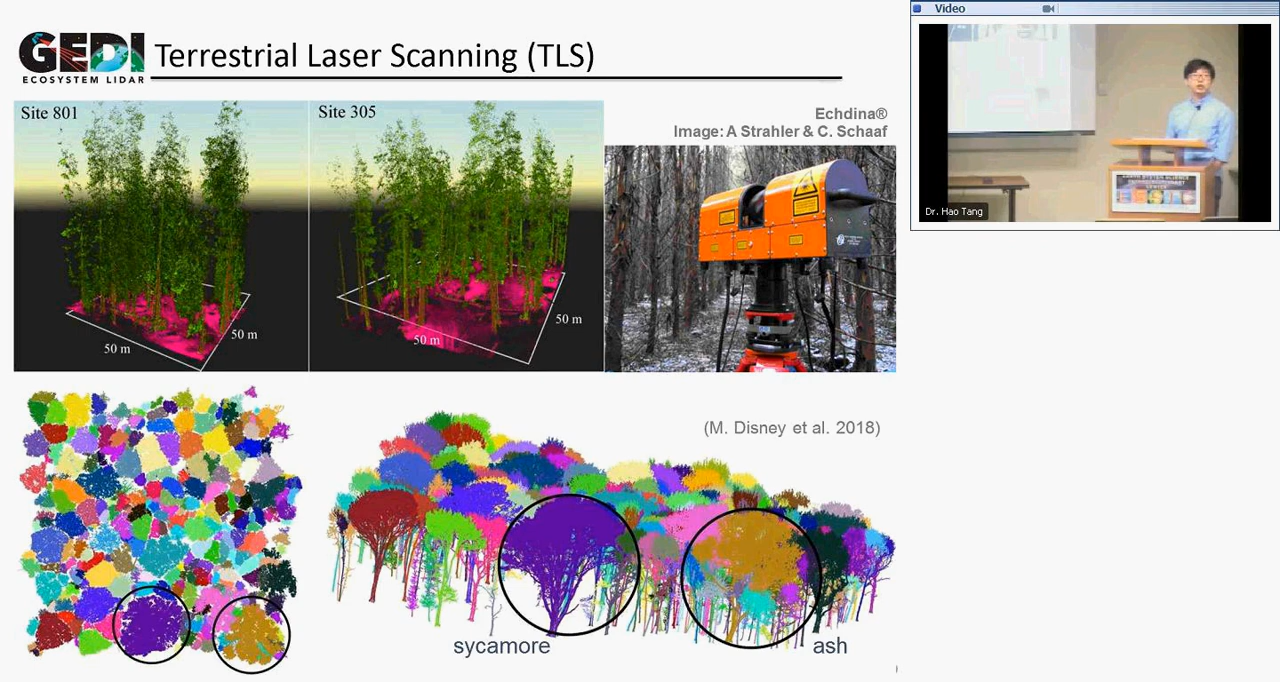 GEDI
ECOSYSTEM LIDAR
Terrestrial Laser Scanning (TLS)
Site 801
Site 305
Echdina®
Image: A Strahler & C. Schaaf
50 m
50 m
50 m
50 m
(M. Disney et al. 2018)
sycamore
ash
Video
Dr. Hao Tang